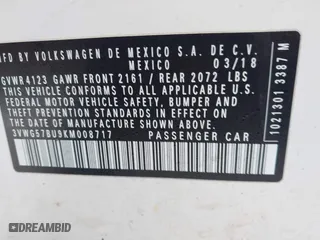 MFD. BY VOLKSWAGEN DE MEXICO S.A. DE C.V.
MEXICO 03/18
GVWR 4123 GAWR FRONT 2161 / REAR 2072 LBS
THIS VEHICLE CONFORMS TO ALL APPLICABLE
FEDERAL MOTOR VEHICLE SAFETY, BUMPER AND
THEFT PREVENTION STANDARDS IN EFFECT ON
THE DATE OF MANUFACTURE SHOWN ABOVE.
3VWG57BU9KM008717 PASSENGER CAR
1021301 3387 M
DREAMBID